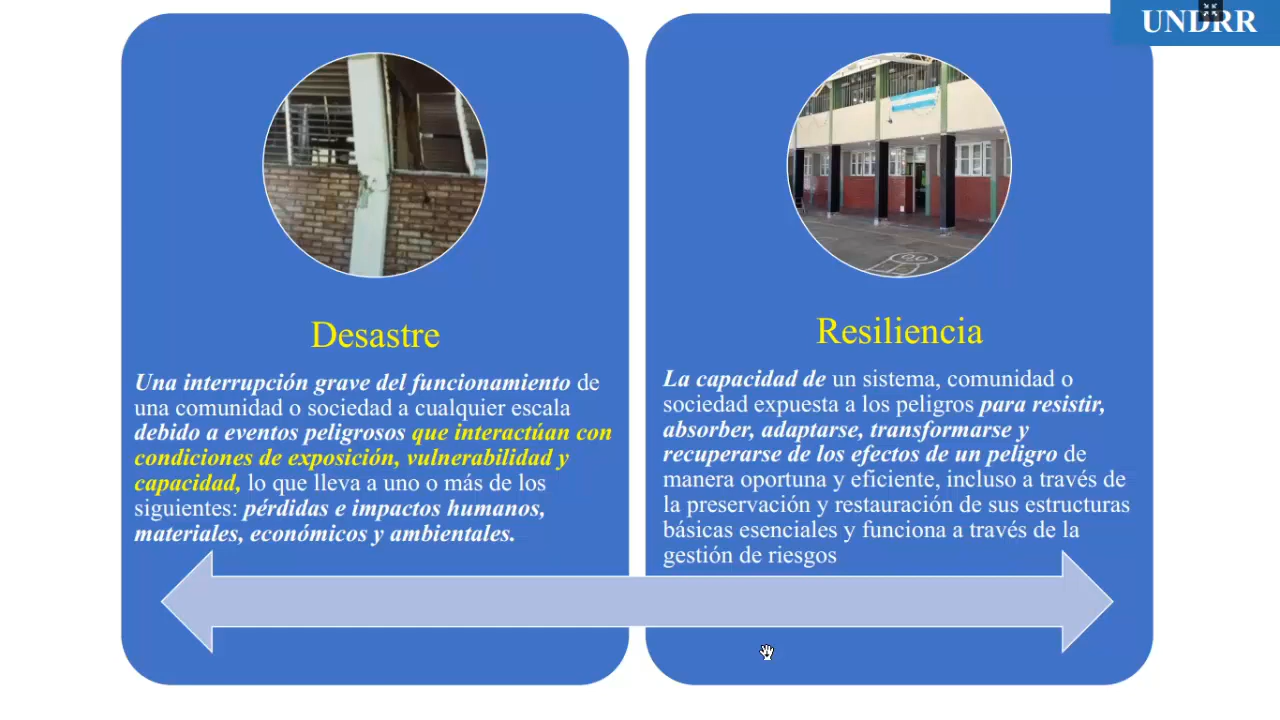 UNDRR
Desastre
Una interrupción grave del funcionamiento de
una comunidad o sociedad a cualquier escala
debido a eventos peligrosos que interactúan con
condiciones de exposición, vulnerabilidad y
capacidad, lo que lleva a uno o más de los
siguientes: pérdidas e impactos humanos,
materiales, económicos y ambientales.
Resiliencia
La capacidad de un sistema, comunidad o
sociedad expuesta a los peligros para resistir,
absorber, adaptarse, transformarse y
recuperarse de los efectos de un peligro de
manera oportuna y eficiente, incluso a través de
la preservación y restauración de sus estructuras
básicas esenciales y funciona a través de la
gestión de riesgos